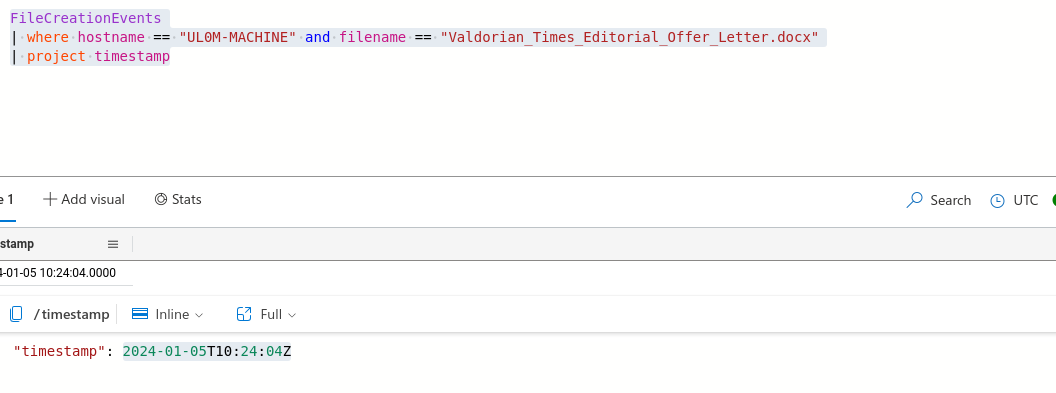 FileCreationEvents
| where hostname == "UL0M-MACHINE" and filename == "Valdorian_Times_Editorial_Offer_Letter.docx"
| project timestamp
e 1 Add visual Stats Search UTC
stamp
4-01-05 10:24:04.0000
/timestamp Inline Full
"timestamp": 2024-01-05T10:24:04Z